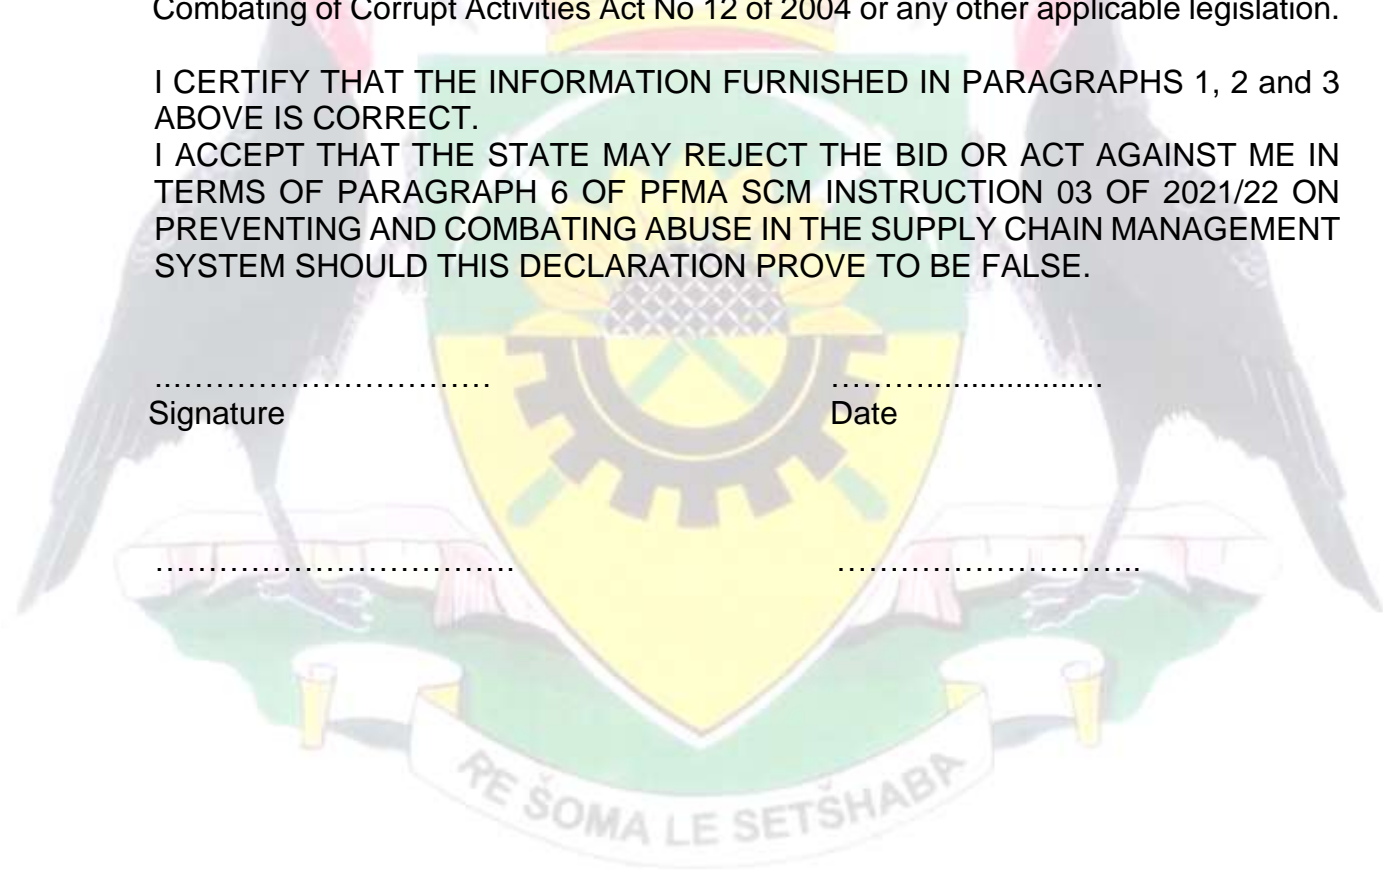 Combating of Corrupt Activities Act No 12 of 2004 or any other applicable legislation.
I CERTIFY THAT THE INFORMATION FURNISHED IN PARAGRAPHS 1, 2 and 3
ABOVE IS CORRECT.
I ACCEPT THAT THE STATE MAY REJECT THE BID OR ACT AGAINST ME IN
TERMS OF PARAGRAPH 6 OF PFMA SCM INSTRUCTION 03 OF 2021/22 ON
PREVENTING AND COMBATING ABUSE IN THE SUPPLY CHAIN MANAGEMENT
SYSTEM SHOULD THIS DECLARATION PROVE TO BE FALSE.
..…………………………… ………....................
Signature Date
……………………………. ………………………..
RE ŠOMA LE SETŠHABA